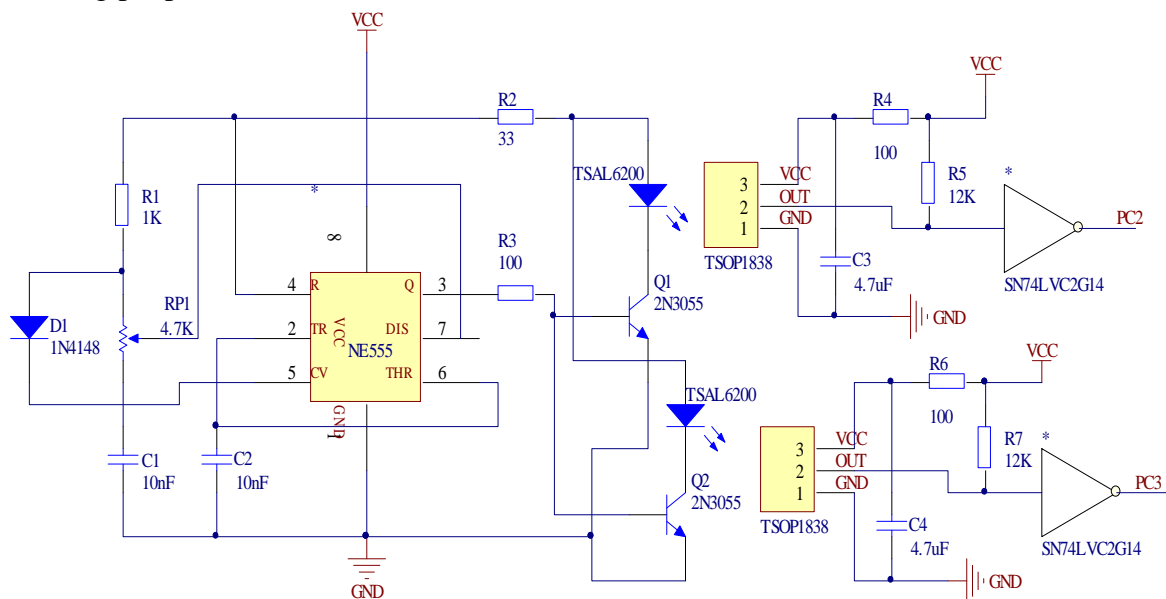 VCC
R2
33
R1
1K
*
8
TSAL6200
R3
100
Q1
2N3055
4
R
Q
3
RP1
4.7K
2
TR
VCC
DIS
7
NE555
D1
1N4148
5
CV
THR
6
GND
1
TSAL6200
C1
10nF
C2
10nF
Q2
2N3055
GND
VCC
R4
100
3
VCC
2
OUT
1
GND
TSOP1838
R5
12K
*
PC2
C3
4.7uF
SN74LVC2G14
GND
VCC
R6
100
3
VCC
2
OUT
1
GND
TSOP1838
R7
12K
*
PC3
C4
4.7uF
SN74LVC2G14
GND